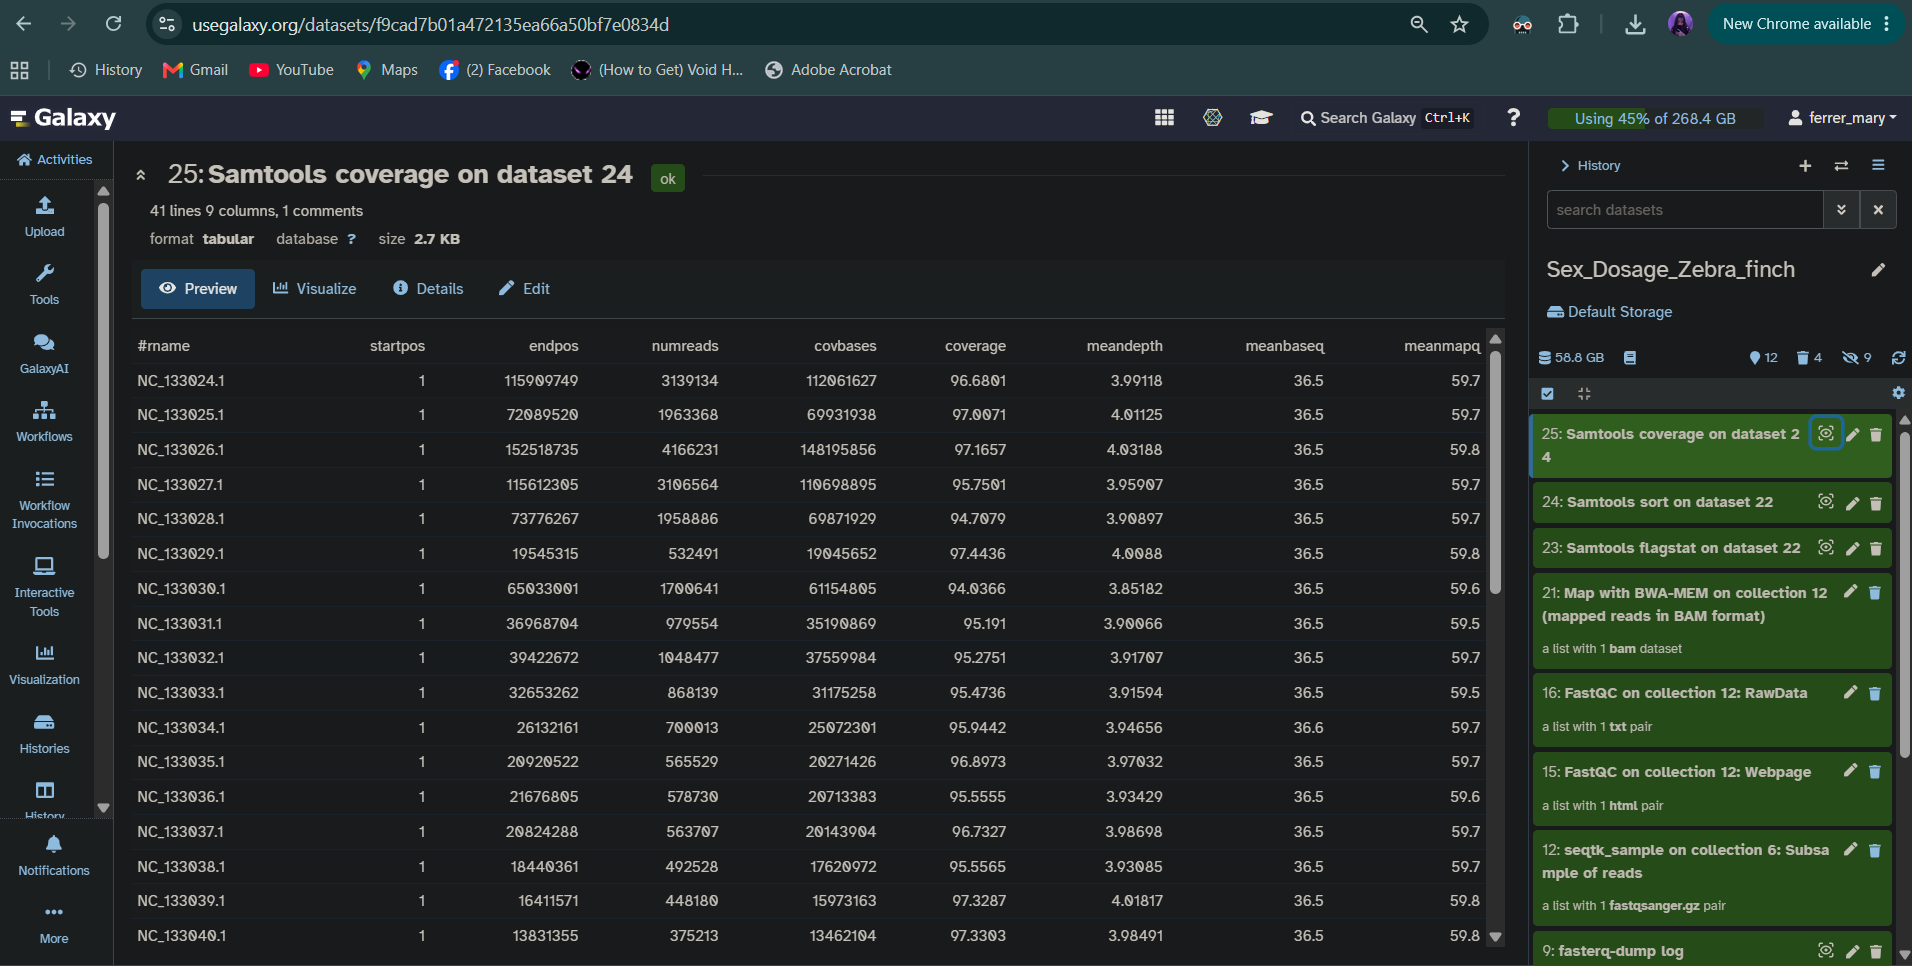 usegalaxy.org/datasets/f9cad7b01a472135ea66a50bf7e0834d
New Chrome available
History
Gmail
YouTube
Maps
(2) Facebook
(How to Get) Void H...
Adobe Acrobat
Galaxy
Search Galaxy Ctrl+K
?
Using 45% of 268.4 GB
ferrer_mary
Activities
Upload
Tools
GalaxyAI
Workflows
Workflow
Invocations
Interactive
Tools
Visualization
Histories
History
Notifications
More
25: Samtools coverage on dataset 24 ok
41 lines 9 columns, 1 comments
format tabular database ? size 2.7 KB
Preview Visualize Details Edit
#rname startpos endpos numreads covbases coverage meandepth meanbaseq meanmapq
NC_133024.1 1 115909749 3139134 112061627 96.6801 3.99118 36.5 59.7
NC_133025.1 1 72089520 1963368 69931938 97.0071 4.01125 36.5 59.7
NC_133026.1 1 152518735 4166231 148195856 97.1657 4.03188 36.5 59.8
NC_133027.1 1 115612305 3106564 110698895 95.7501 3.95907 36.5 59.7
NC_133028.1 1 73776267 1958886 69871929 94.7079 3.90897 36.5 59.7
NC_133029.1 1 19545315 532491 19045652 97.4436 4.0088 36.5 59.8
NC_133030.1 1 65033001 1700641 61154805 94.0366 3.85182 36.5 59.6
NC_133031.1 1 36968704 979554 35190869 95.191 3.90066 36.5 59.5
NC_133032.1 1 39422672 1048477 37559984 95.2751 3.91707 36.5 59.7
NC_133033.1 1 32653262 868139 31175258 95.4736 3.91594 36.5 59.5
NC_133034.1 1 26132161 700013 25072301 95.9442 3.94656 36.6 59.7
NC_133035.1 1 20920522 565529 20271426 96.8973 3.97032 36.5 59.7
NC_133036.1 1 21676805 578730 20713383 95.5555 3.93429 36.5 59.6
NC_133037.1 1 20824288 563707 20143904 96.7327 3.98698 36.5 59.7
NC_133038.1 1 18440361 492528 17620972 95.5565 3.93085 36.5 59.7
NC_133039.1 1 16411571 448180 15973163 97.3287 4.01817 36.5 59.8
NC_133040.1 1 13831355 375213 13462104 97.3303 3.98491 36.5 59.8
History
search datasets
Sex_Dosage_Zebra_finch
Default Storage
58.8 GB 12 4 9
25: Samtools coverage on dataset 2
4
24: Samtools sort on dataset 22
23: Samtools flagstat on dataset 22
21: Map with BWA-MEM on collection 12
(mapped reads in BAM format)
a list with 1 bam dataset
16: FastQC on collection 12: RawData
a list with 1 txt pair
15: FastQC on collection 12: Webpage
a list with 1 html pair
12: seqtk_sample on collection 6: Subsa
mple of reads
a list with 1 fastqsanger.gz pair
9: fasterq-dump log